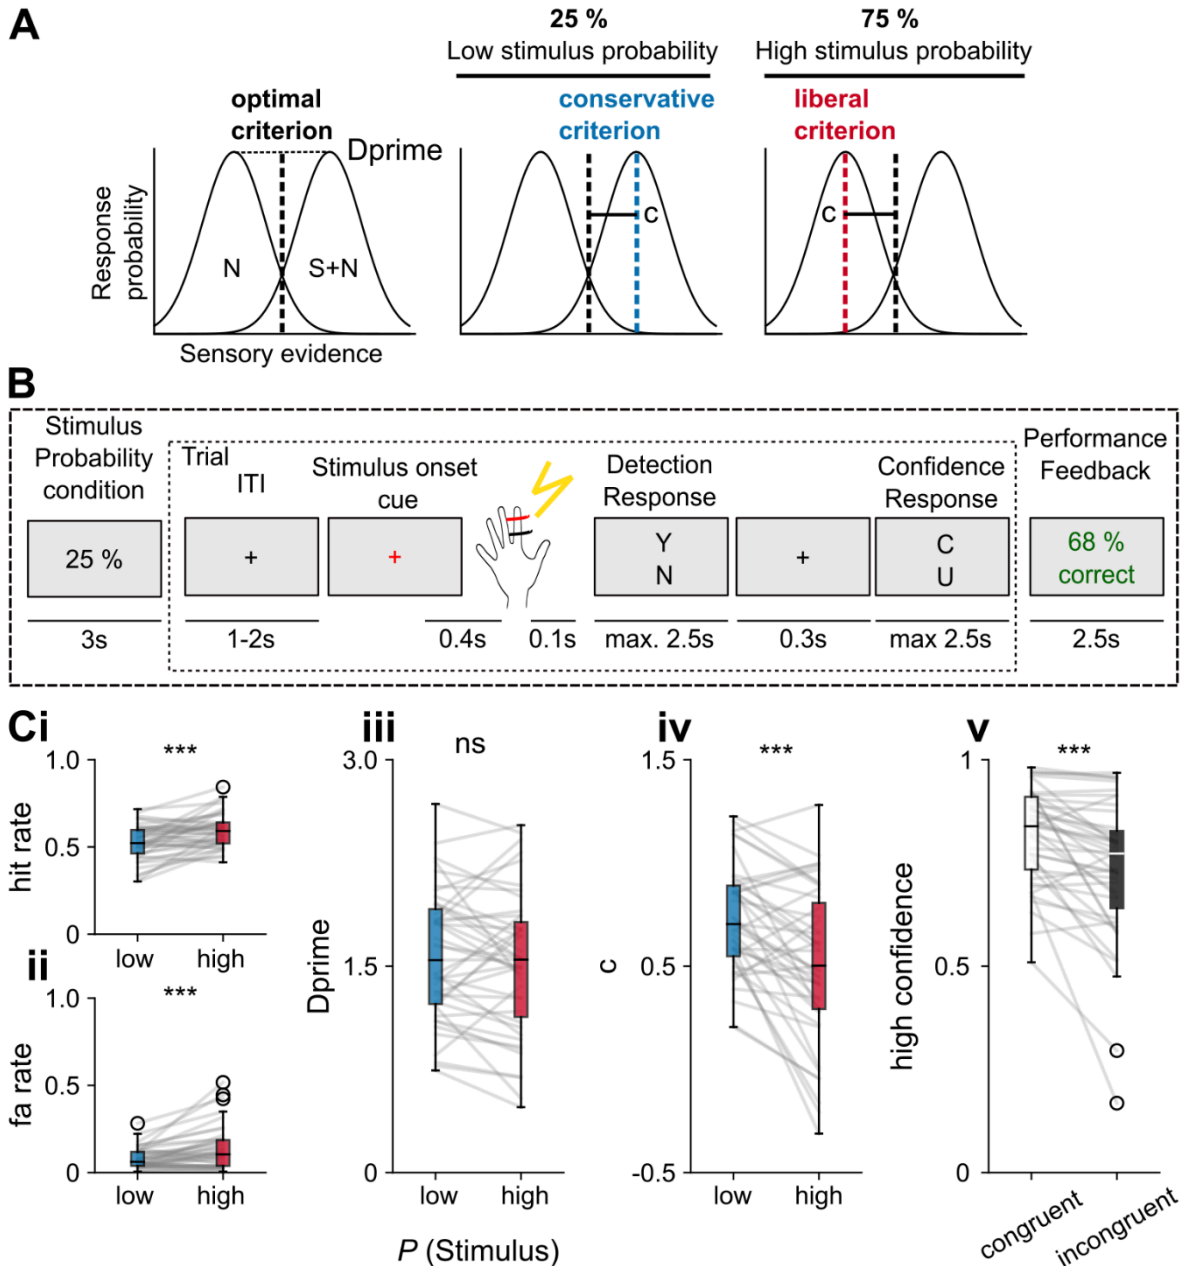 A
25 %
Low stimulus probability
75 %
High stimulus probability
optimal
criterion
Dprime
conservative
criterion
liberal
criterion
Response
probability
N
S+N
c
c
Sensory evidence
B
Stimulus
Probability
condition
Trial
ITI
Stimulus onset
cue
Detection
Response
Confidence
Response
Performance
Feedback
25 %
+
+
Y
N
+
C
U
68 %
correct
3s
1-2s
0.4s
0.1s
max. 2.5s
0.3s
max 2.5s
2.5s
Ci
***
1.0
0.5
0
hit rate
low
high
ii
***
1.0
0.5
0
fa rate
low
high
iii
ns
3.0
1.5
0
Dprime
low
high
P (Stimulus)
iv
***
1.5
0.5
-0.5
c
low
high
v
***
1
0.5
0
high confidence
congruent
incongruent